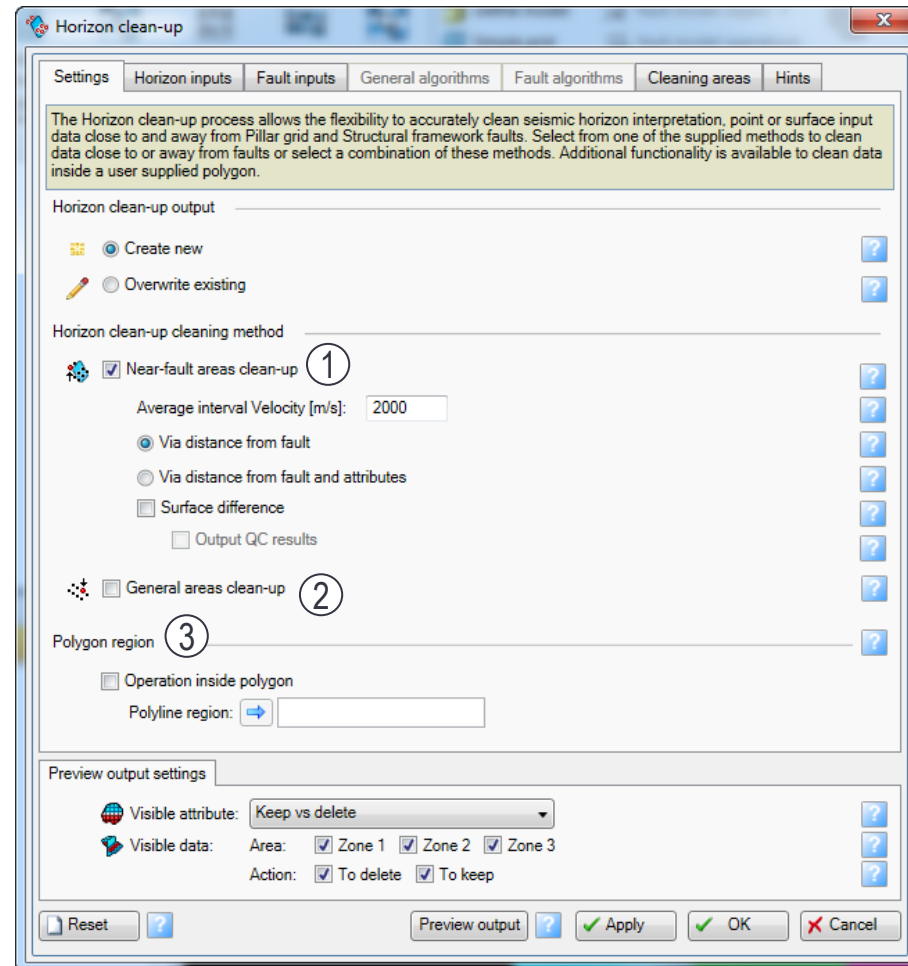 Horizon clean-up
Settings Horizon inputs Fault inputs General algorithms Fault algorithms Cleaning areas Hints
The Horizon clean-up process allows the flexibility to accurately clean seismic horizon interpretation, point or surface input
data close to and away from Pillar grid and Structural framework faults. Select from one of the supplied methods to clean
data close to or away from faults or select a combination of these methods. Additional functionality is available to clean data
inside a user supplied polygon.
Horizon clean-up output
Create new ?
Overwrite existing ?
Horizon clean-up cleaning method
Near-fault areas clean-up 1 ?
Average interval Velocity [m/s]: 2000 ?
Via distance from fault ?
Via distance from fault and attributes ?
Surface difference ?
Output QC results ?
General areas clean-up 2 ?
Polygon region 3 ?
Operation inside polygon
Polyline region:
Preview output settings
Visible attribute: Keep vs delete ?
Visible data: Area: Zone 1 Zone 2 Zone 3 ?
Action: To delete To keep ?
Reset ? Preview output ? Apply OK Cancel